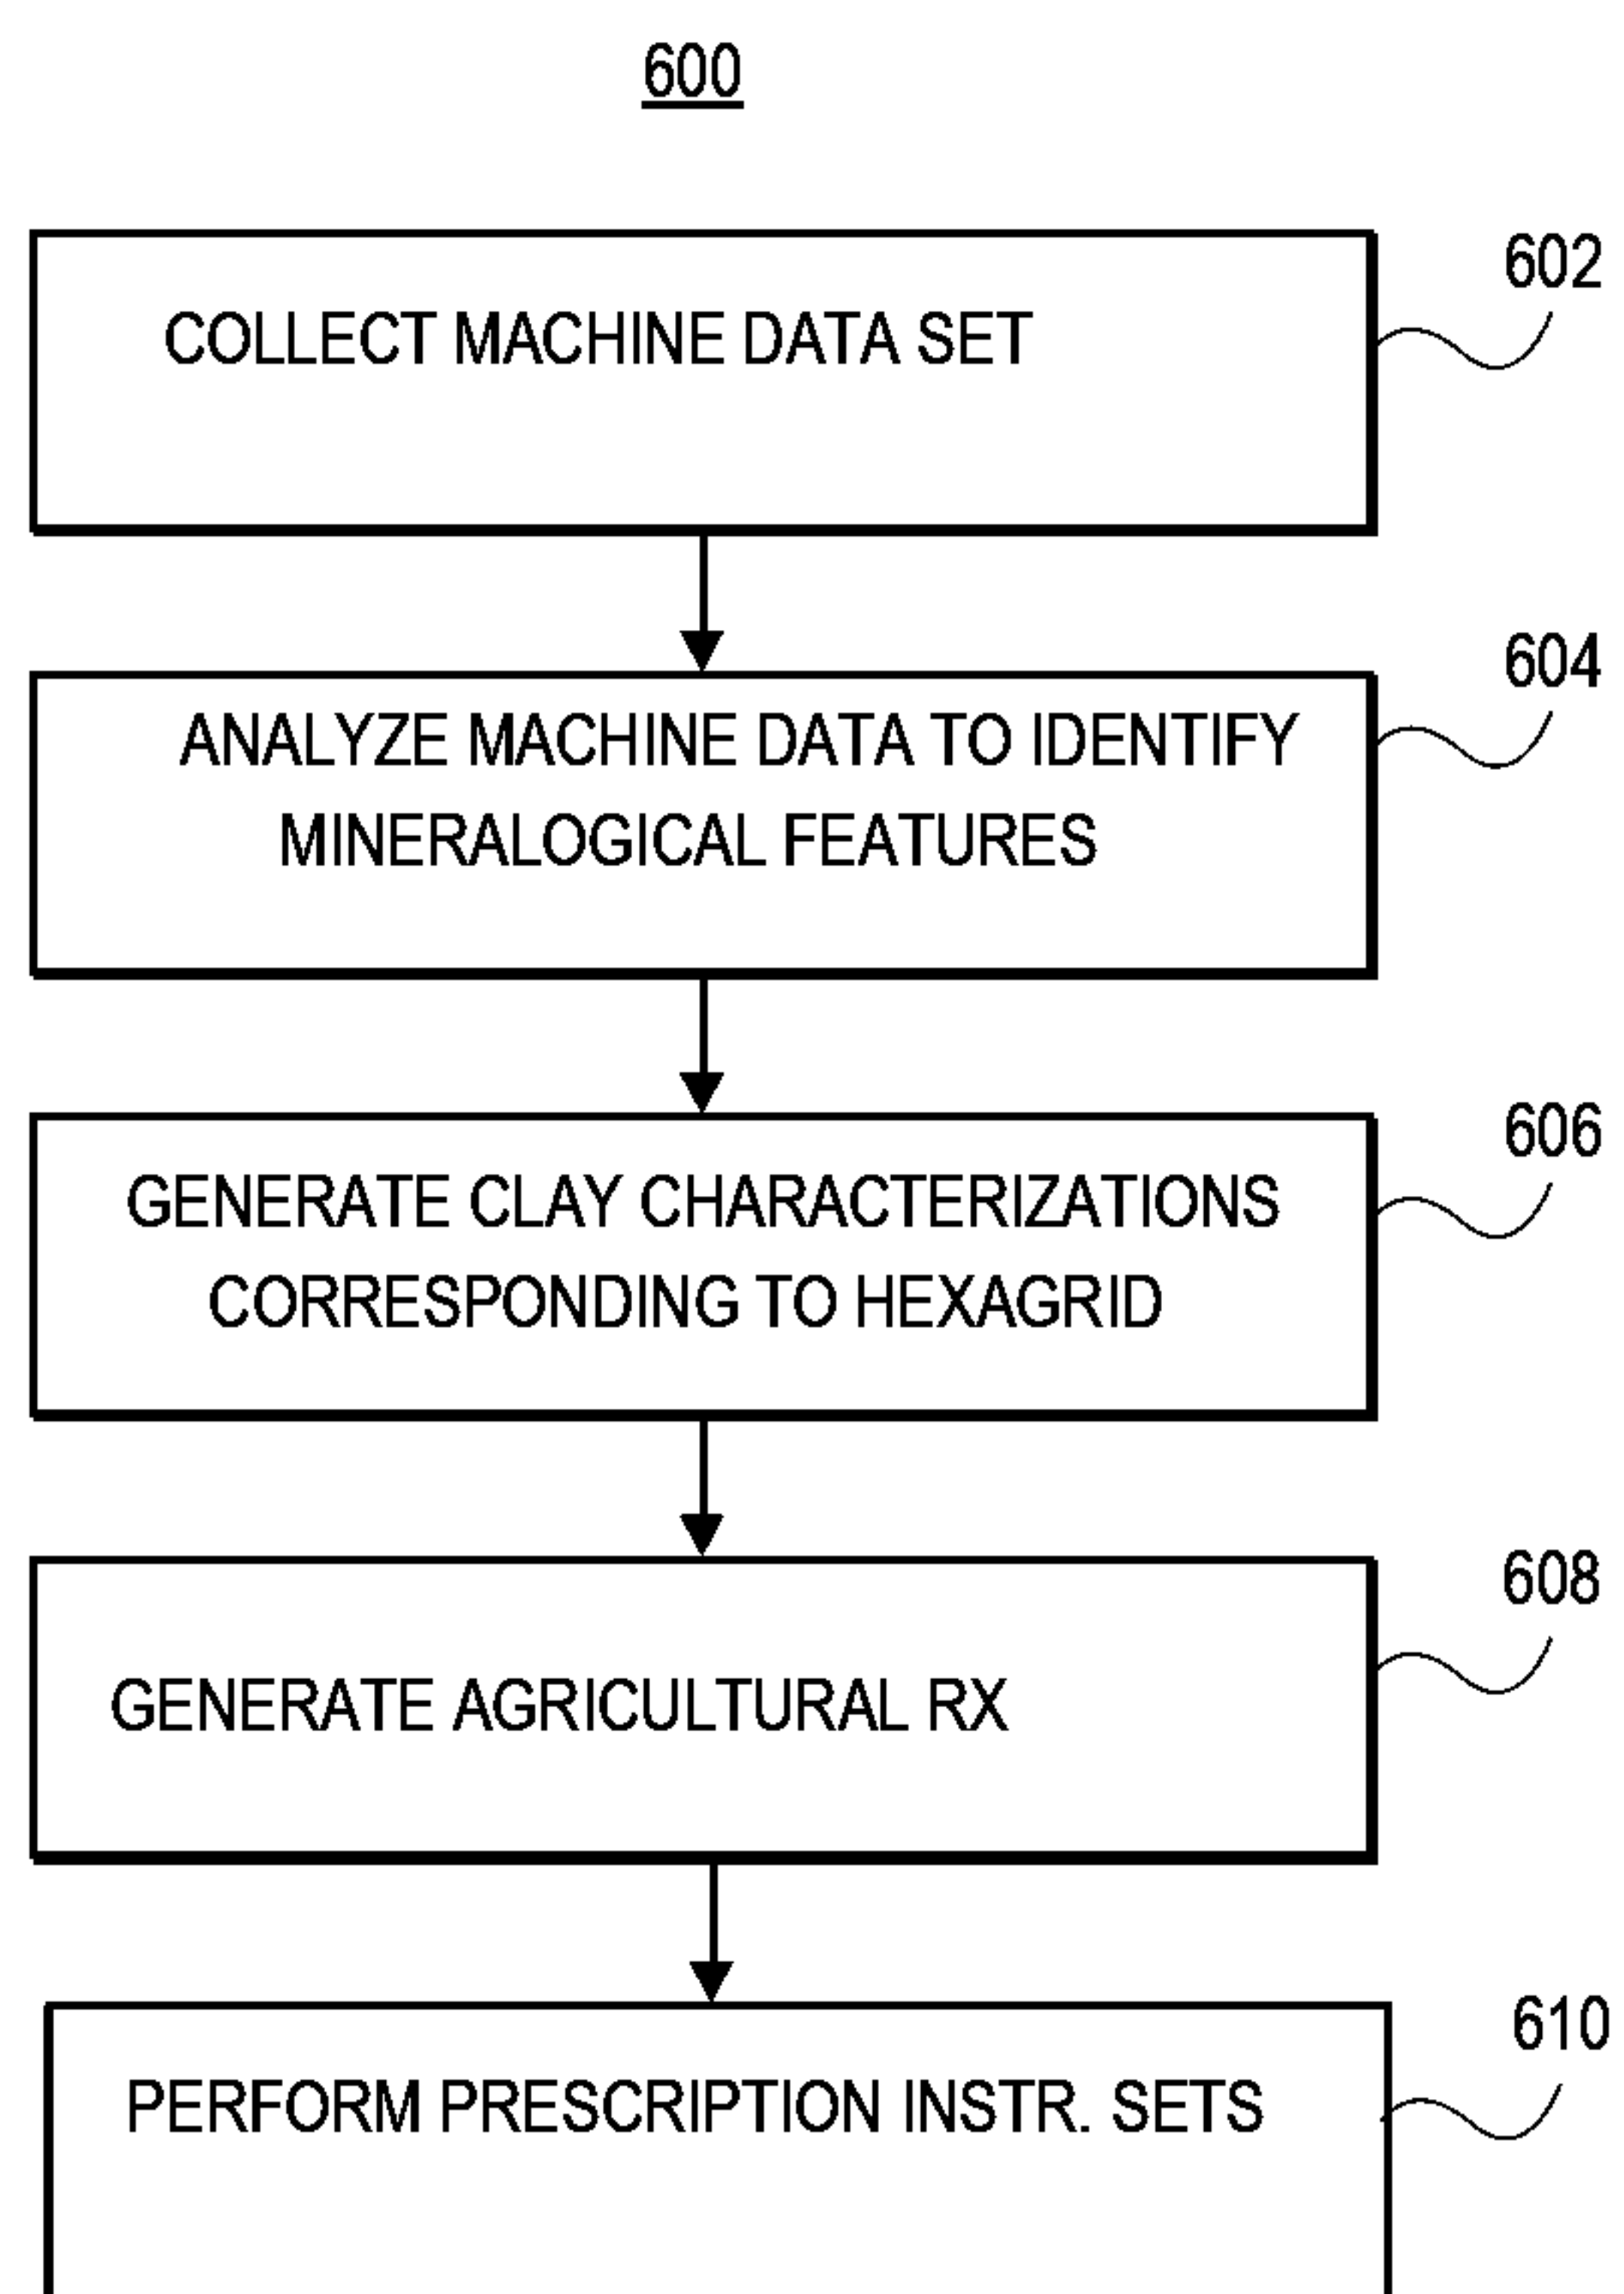 600
602
COLLECT MACHINE DATA SET
604
ANALYZE MACHINE DATA TO IDENTIFY
MINERALOGICAL FEATURES
606
GENERATE CLAY CHARACTERIZATIONS
CORRESPONDING TO HEXAGRID
608
GENERATE AGRICULTURAL RX
610
PERFORM PRESCRIPTION INSTR. SETS